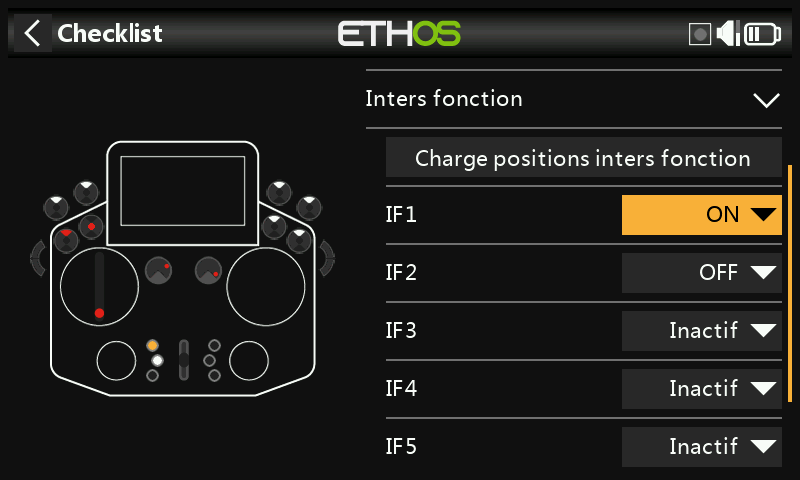 Checklist
ETHOS
Inters fonction
Charge positions inters fonction
IF1 ON
IF2 OFF
IF3 Inactif
IF4 Inactif
IF5 Inactif